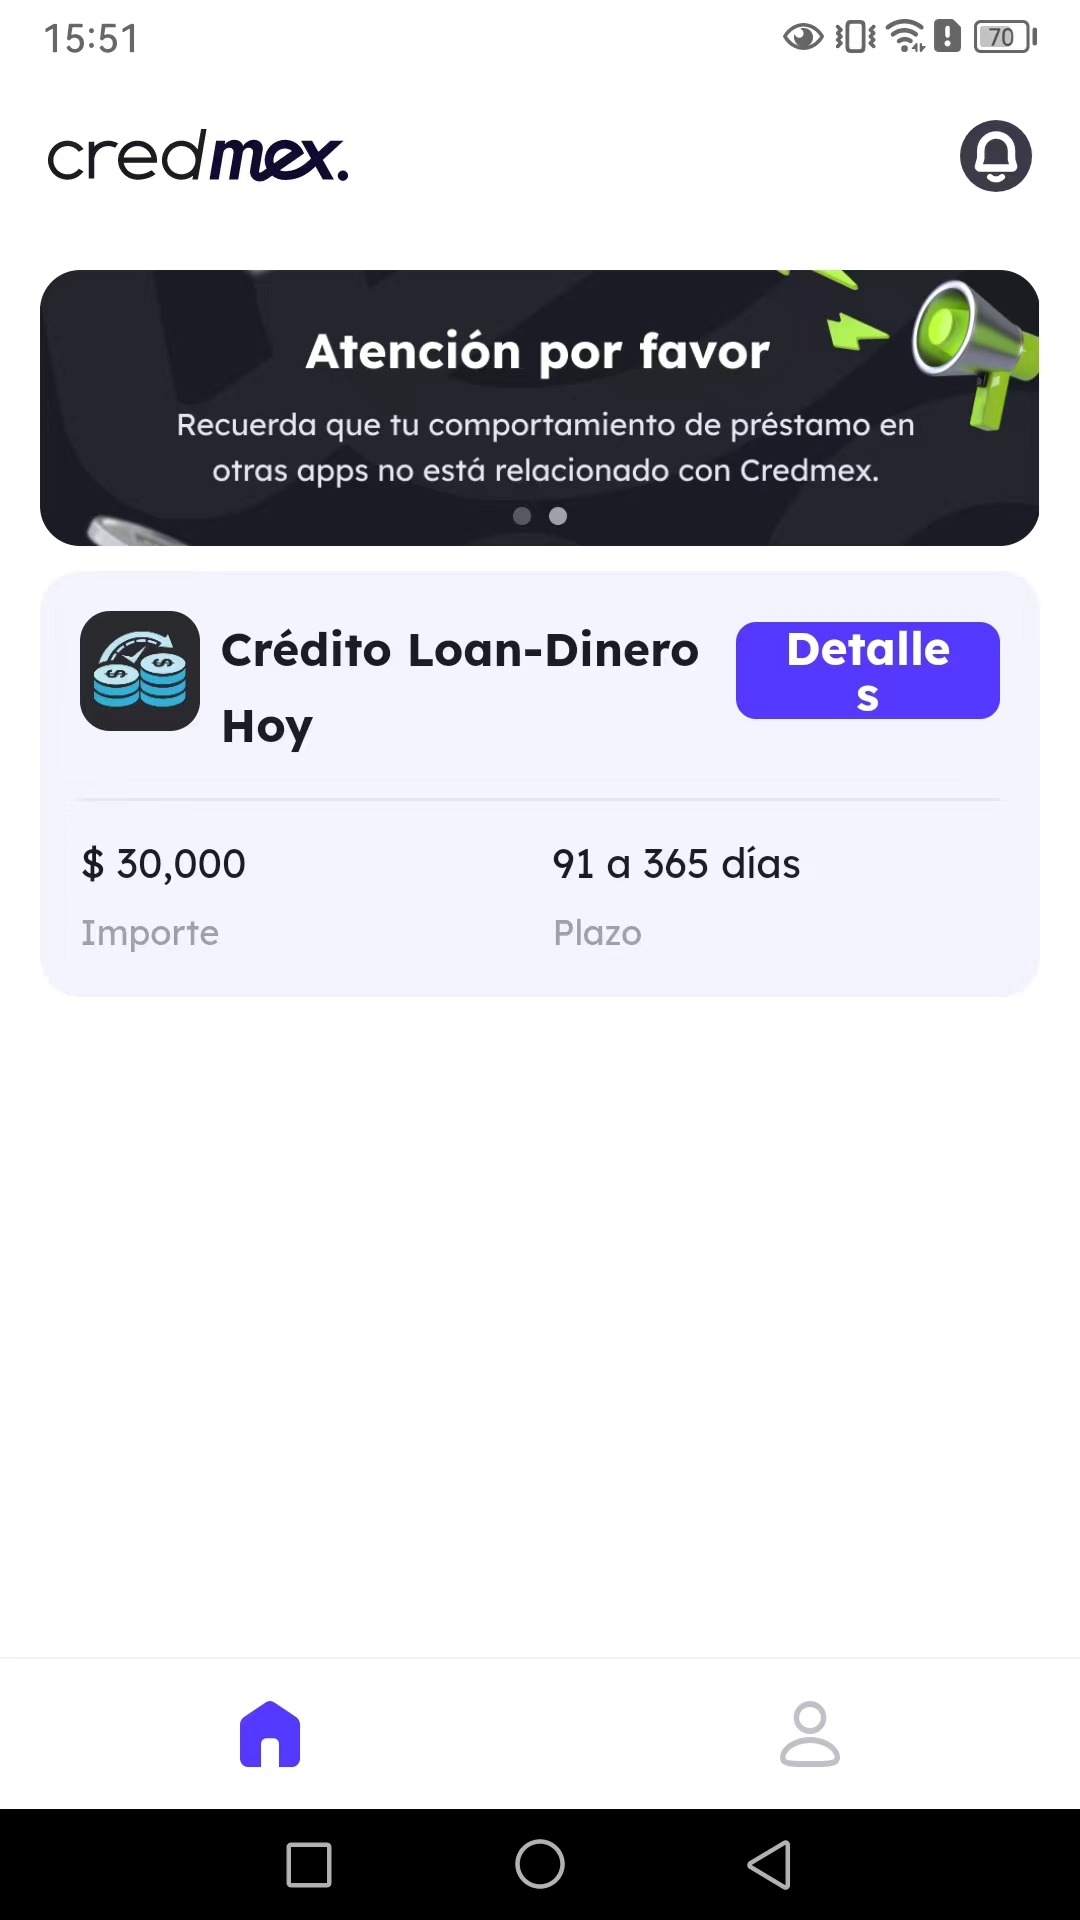 15:51
70
credmex.
Atención por favor
Recuerda que tu comportamiento de préstamo en
otras apps no está relacionado con Credmex.
Crédito Loan-Dinero
Hoy
Detalle
s
$ 30,000
91 a 365 días
Importe
Plazo